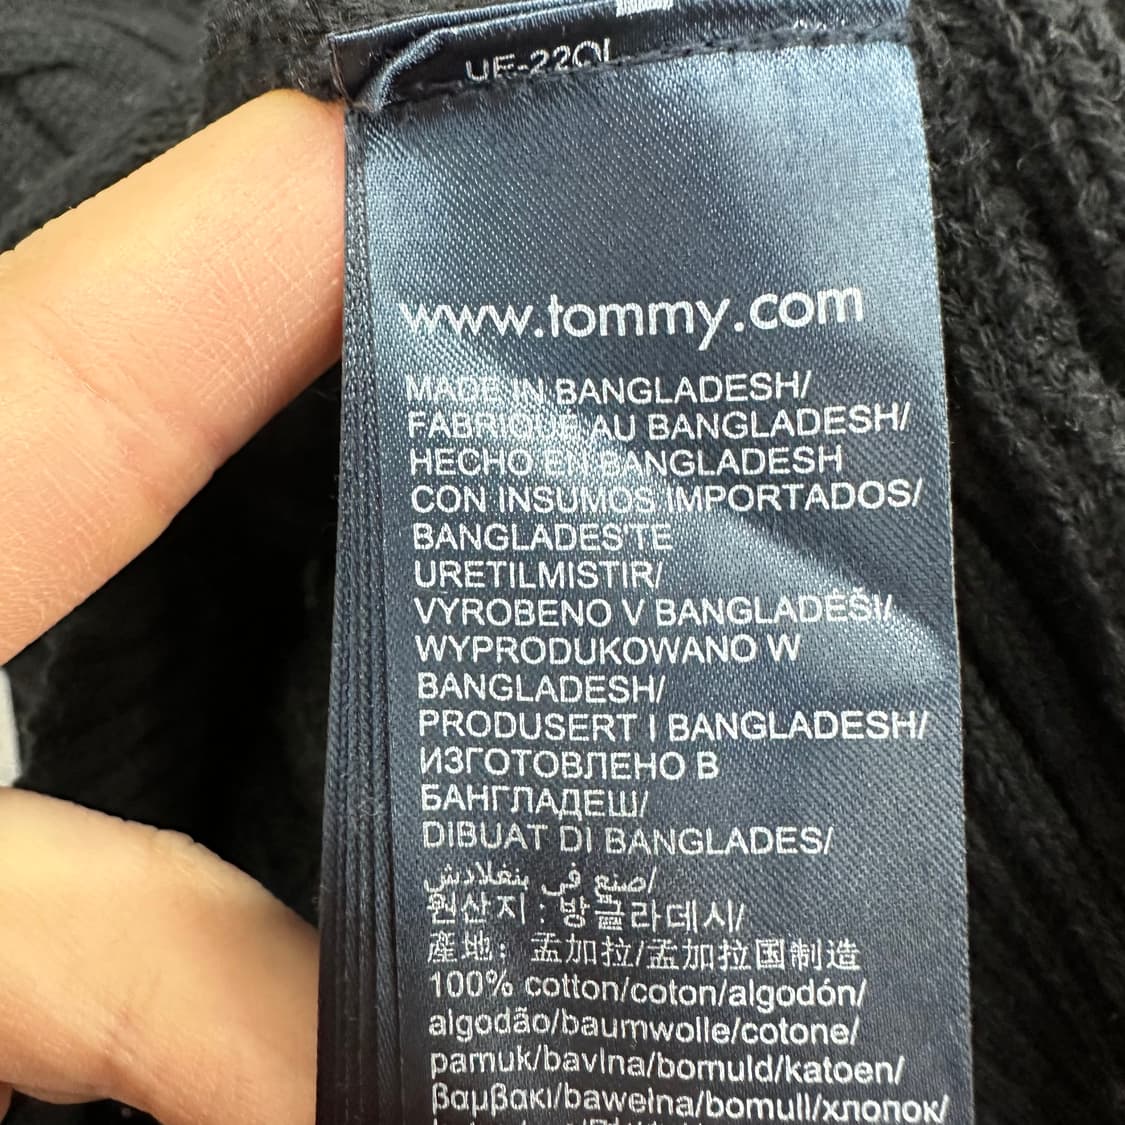 www.tommy.com
MADE IN BANGLADESH/
FABRIQUÉ AU BANGLADESH/
HECHO EN BANGLADESH
CON INSUMOS IMPORTADOS/
BANGLADES'TE
URETILMISTIR/
VYROBENO V BANGLADÉŠI/
WYPRODUKOWANO W
BANGLADESH/
PRODUSERT I BANGLADESH/
ИЗГОТОВЛЕНО В
БАНГЛАДЕШ/
DIBUAT DI BANGLADES/
صنع في بنغلادش/
원산지 : 방글라데시/
產地: 孟加拉/孟加拉国制造
100% cotton/coton/algodón/
algodão/baumwolle/cotone/
pamuk/bavlna/bomuld/katoen/
βαμβακι/bawełna/bomull/хлопок/